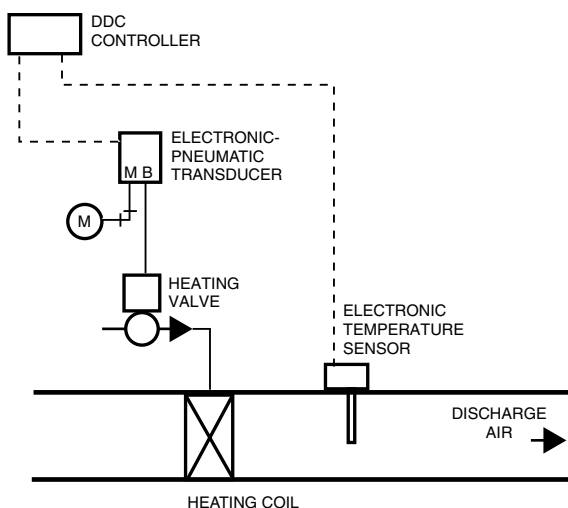 DDC
CONTROLLER
ELECTRONIC-
PNEUMATIC
TRANSDUCER
M B
M
HEATING
VALVE
ELECTRONIC
TEMPERATURE
SENSOR
DISCHARGE
AIR
HEATING COIL